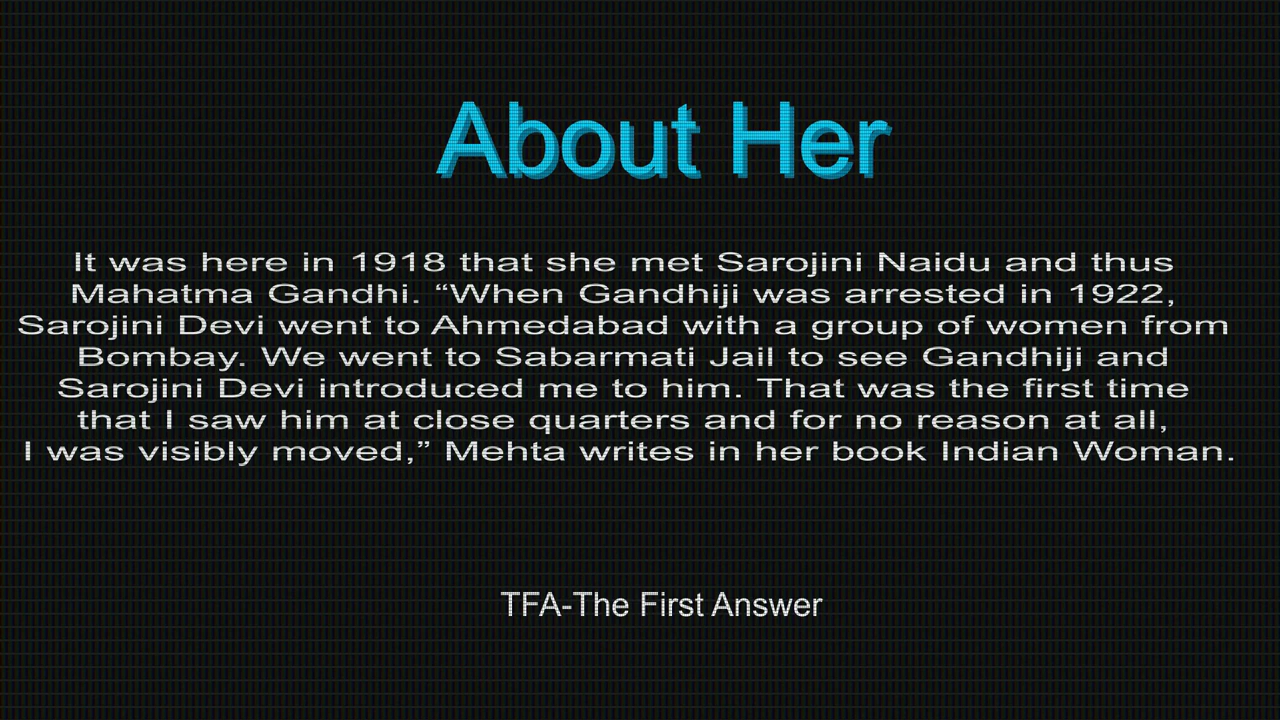 About Her
It was here in 1918 that she met Sarojini Naidu and thus
Mahatma Gandhi. “When Gandhiji was arrested in 1922,
Sarojini Devi went to Ahmedabad with a group of women from
Bombay. We went to Sabarmati Jail to see Gandhiji and
Sarojini Devi introduced me to him. That was the first time
that I saw him at close quarters and for no reason at all,
I was visibly moved,” Mehta writes in her book Indian Woman.
TFA-The First Answer